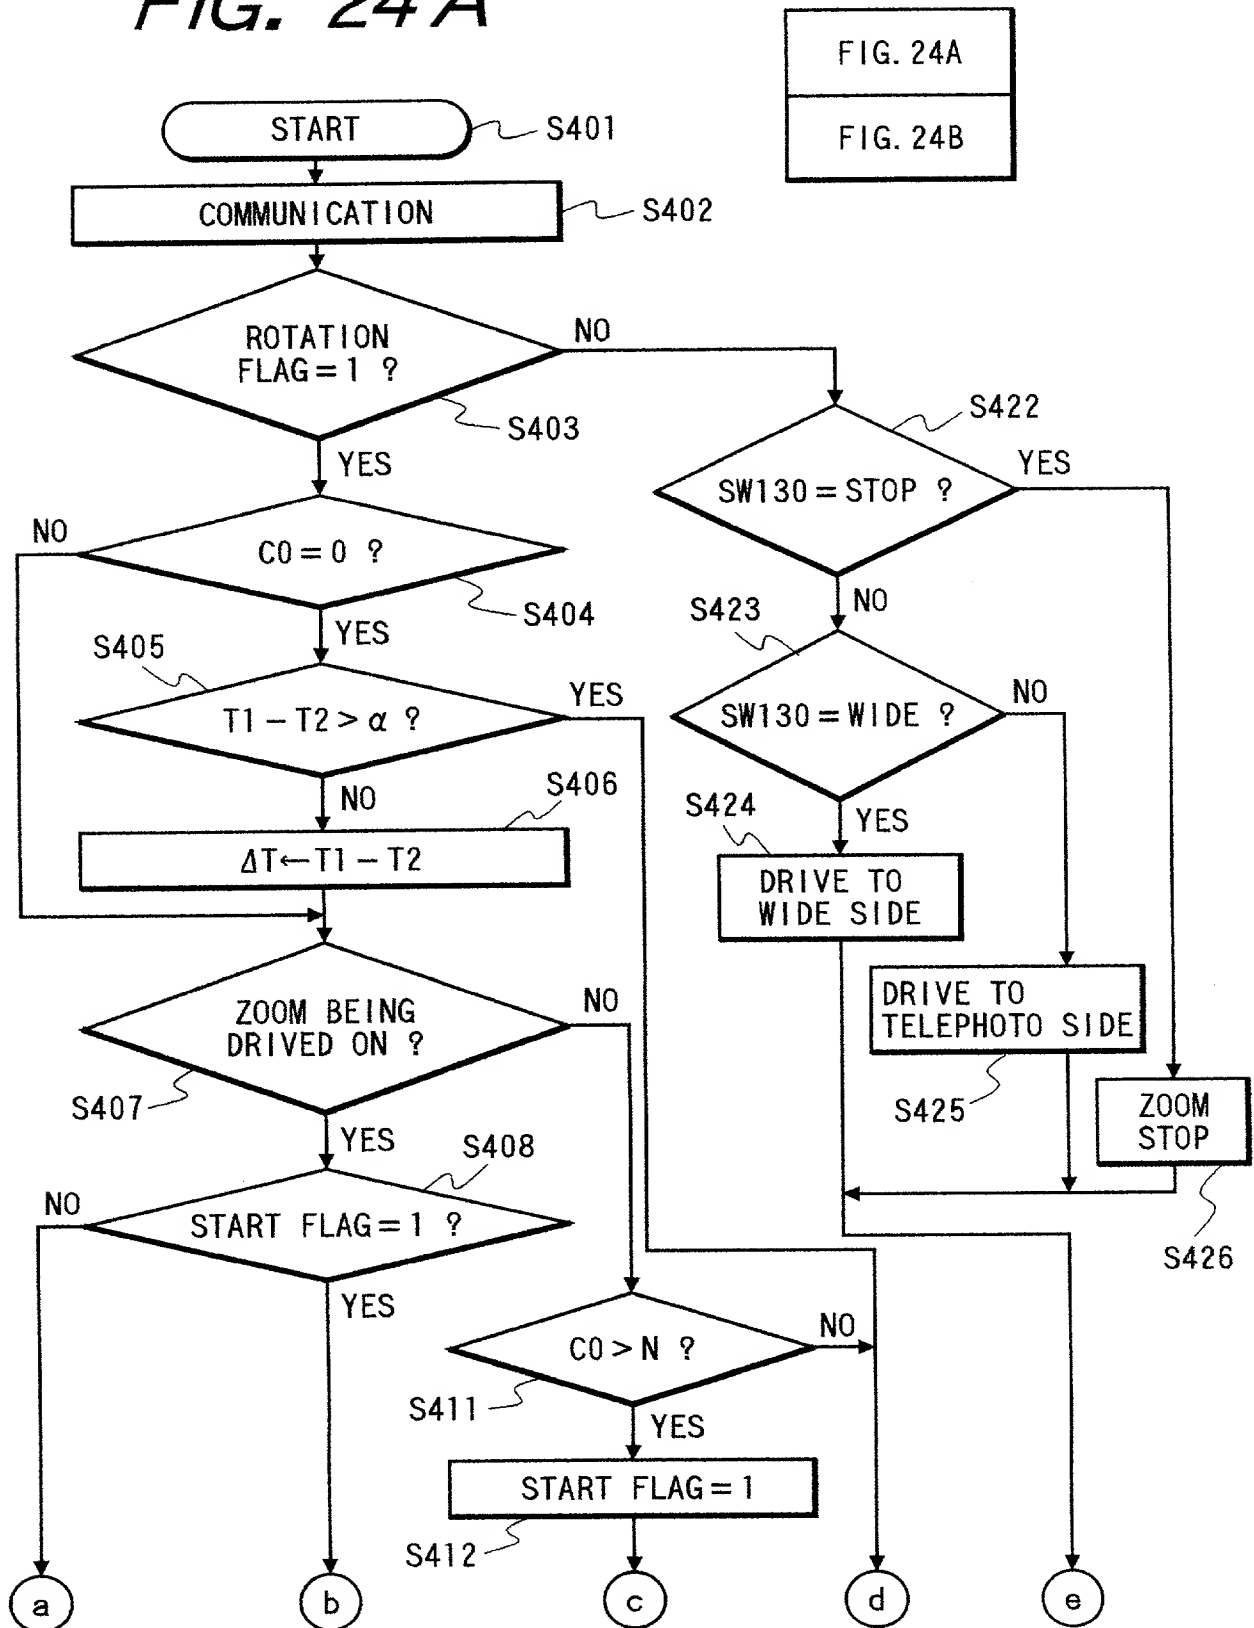 FIG. 24A
FIG. 24A
FIG. 24B
START
S401
COMMUNICATION
S402
ROTATION
FLAG=1 ?
NO
S403
YES
S422
SW130=STOP ?
YES
NO
C0=0 ?
NO
S404
YES
S423
SW130=WIDE ?
NO
S405
T1-T2>α ?
YES
NO
S406
ΔT←T1-T2
S424
YES
DRIVE TO
WIDE SIDE
ZOOM BEING
DRIVED ON ?
NO
S407
YES
DRIVE TO
TELEPHOTO SIDE
S425
ZOOM
STOP
S426
S408
START FLAG=1 ?
NO
YES
C0>N ?
NO
S411
YES
START FLAG=1
S412
a
b
c
d
e